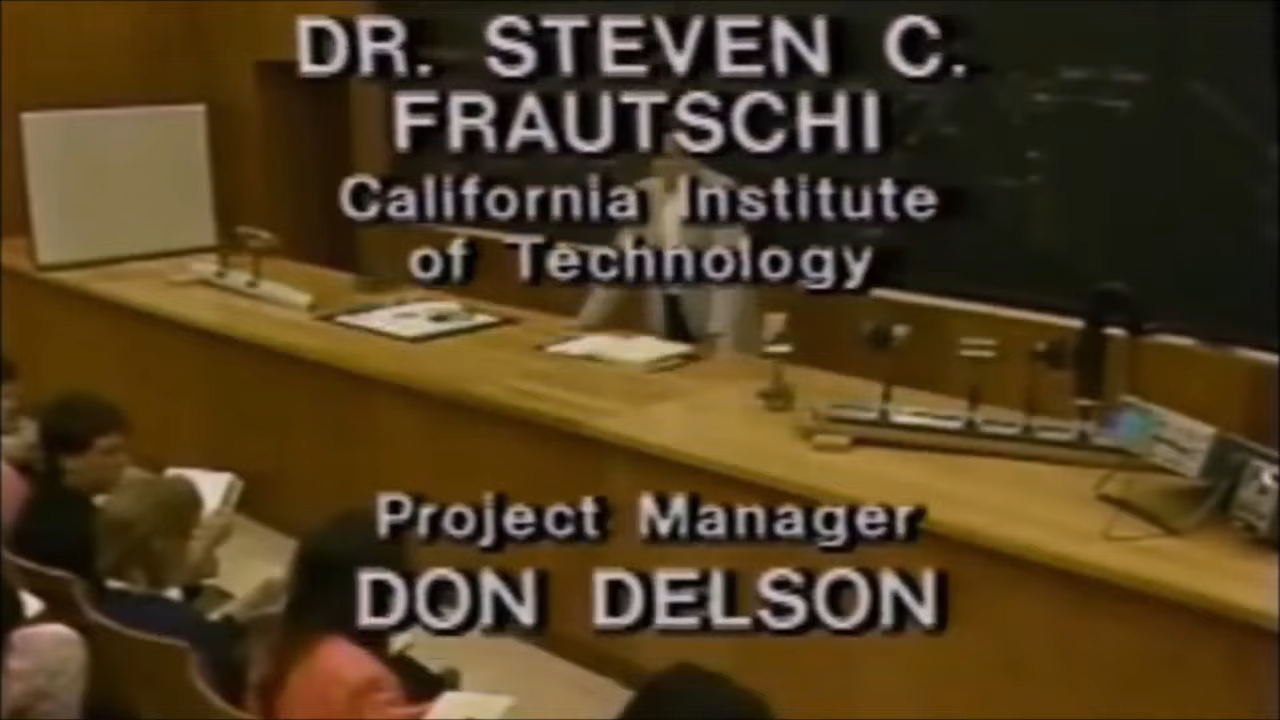 DR. STEVEN C.
FRAUTSCHI
California Institute
of Technology
Project Manager
DON DELSON